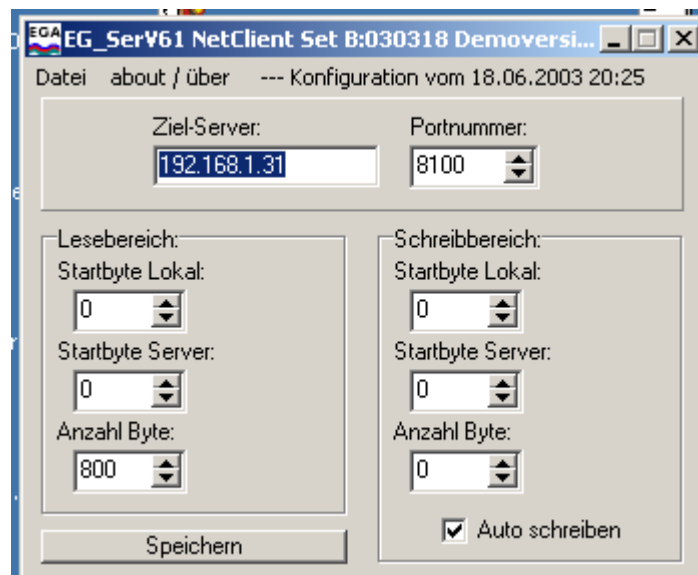 EGA EG_SerV61 NetClient Set B:030318 Demoversi...
Datei about / über --- Konfiguration vom 18.06.2003 20:25
Ziel-Server: Portnummer:
192.168.1.31 8100
Lesebereich: Schreibbereich:
Startbyte Lokal: Startbyte Lokal:
0 0
Startbyte Server: Startbyte Server:
0 0
Anzahl Byte: Anzahl Byte:
800 0
Speichern Auto schreiben